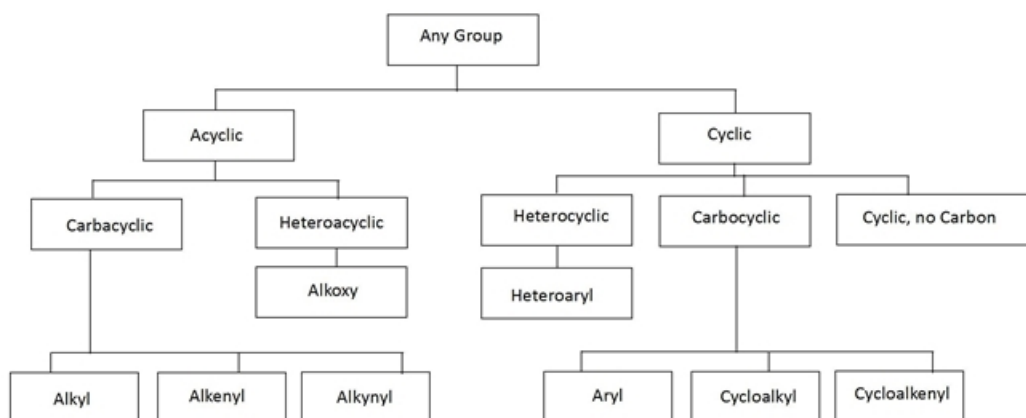 Any Group
Acyclic
Cyclic
Carbacyclic
Heteroacyclic
Heterocyclic
Carbocyclic
Cyclic, no Carbon
Alkoxy
Heteroaryl
Alkyl
Alkenyl
Alkynyl
Aryl
Cycloalkyl
Cycloalkenyl